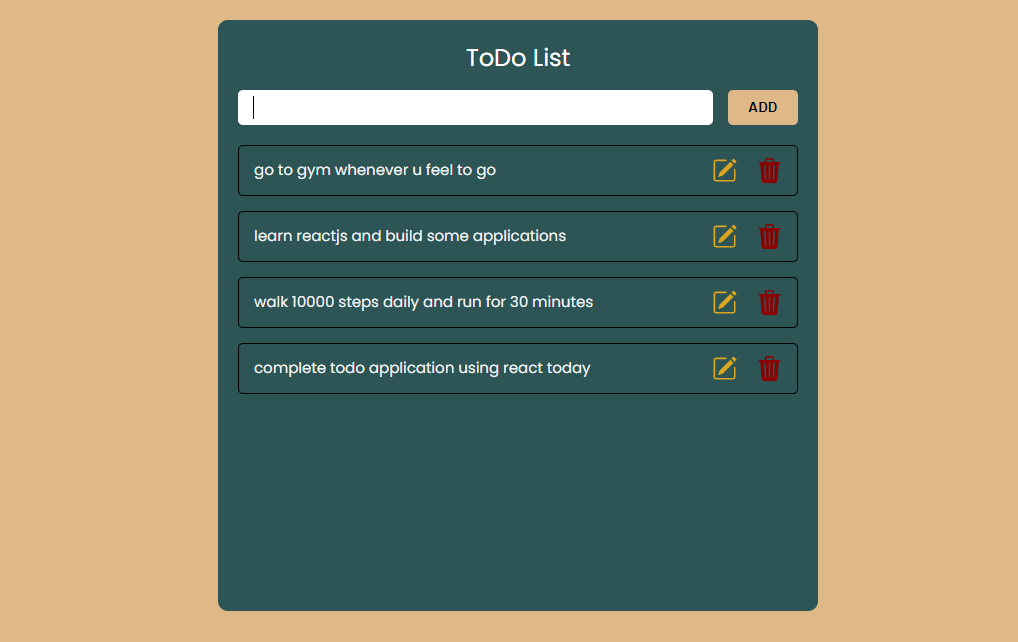 ToDo List
ADD
go to gym whenever u feel to go
learn reactjs and build some applications
walk 10000 steps daily and run for 30 minutes
complete todo application using react today